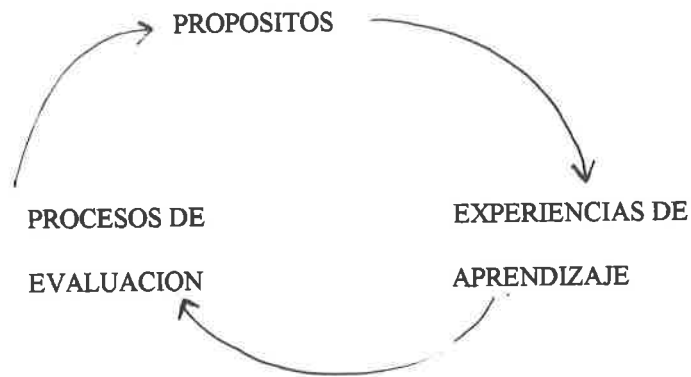 PROPOSITOS
EXPERIENCIAS DE
APRENDIZAJE
PROCESOS DE
EVALUACION